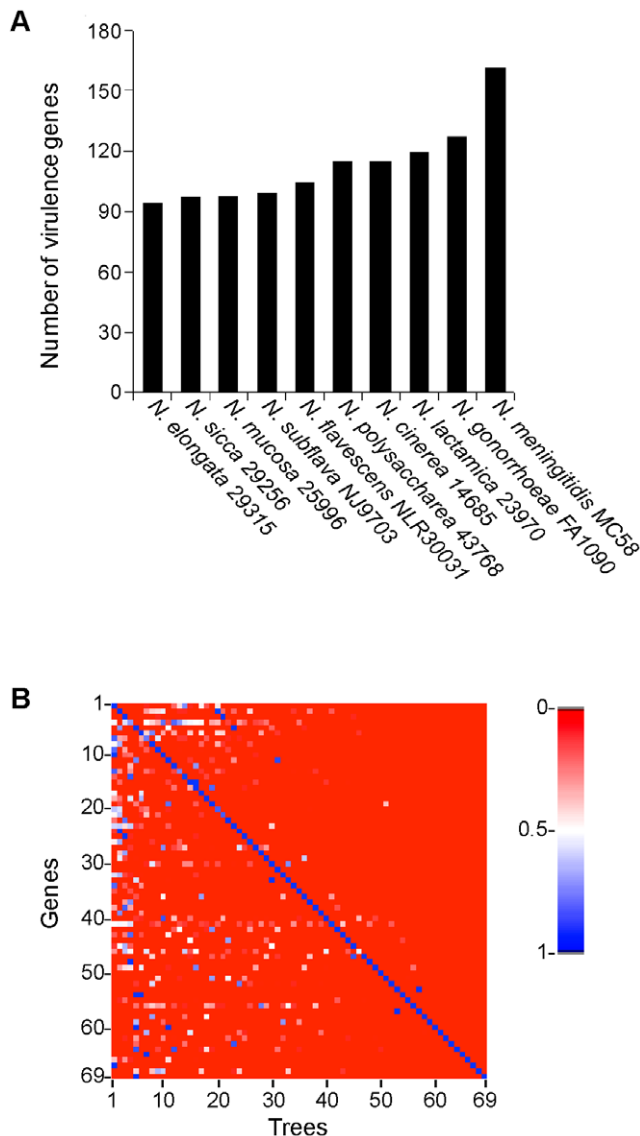 A
Number of virulence genes
180
150
120
90
60
30
0
N. elongata 29315
N. sicca 29256
N. mucosa 25996
N. subflava NJ9703
N. flavescens NLR30031
N. polysaccharea 43768
N. cinerea 14685
N. lactamica 23970
N. gonorrhoeae FA1090
N. meningitidis MC58
B
Genes
1
10
20
30
40
50
60
69
1
10
20
30
40
50
60
69
Trees
0
0.5
1